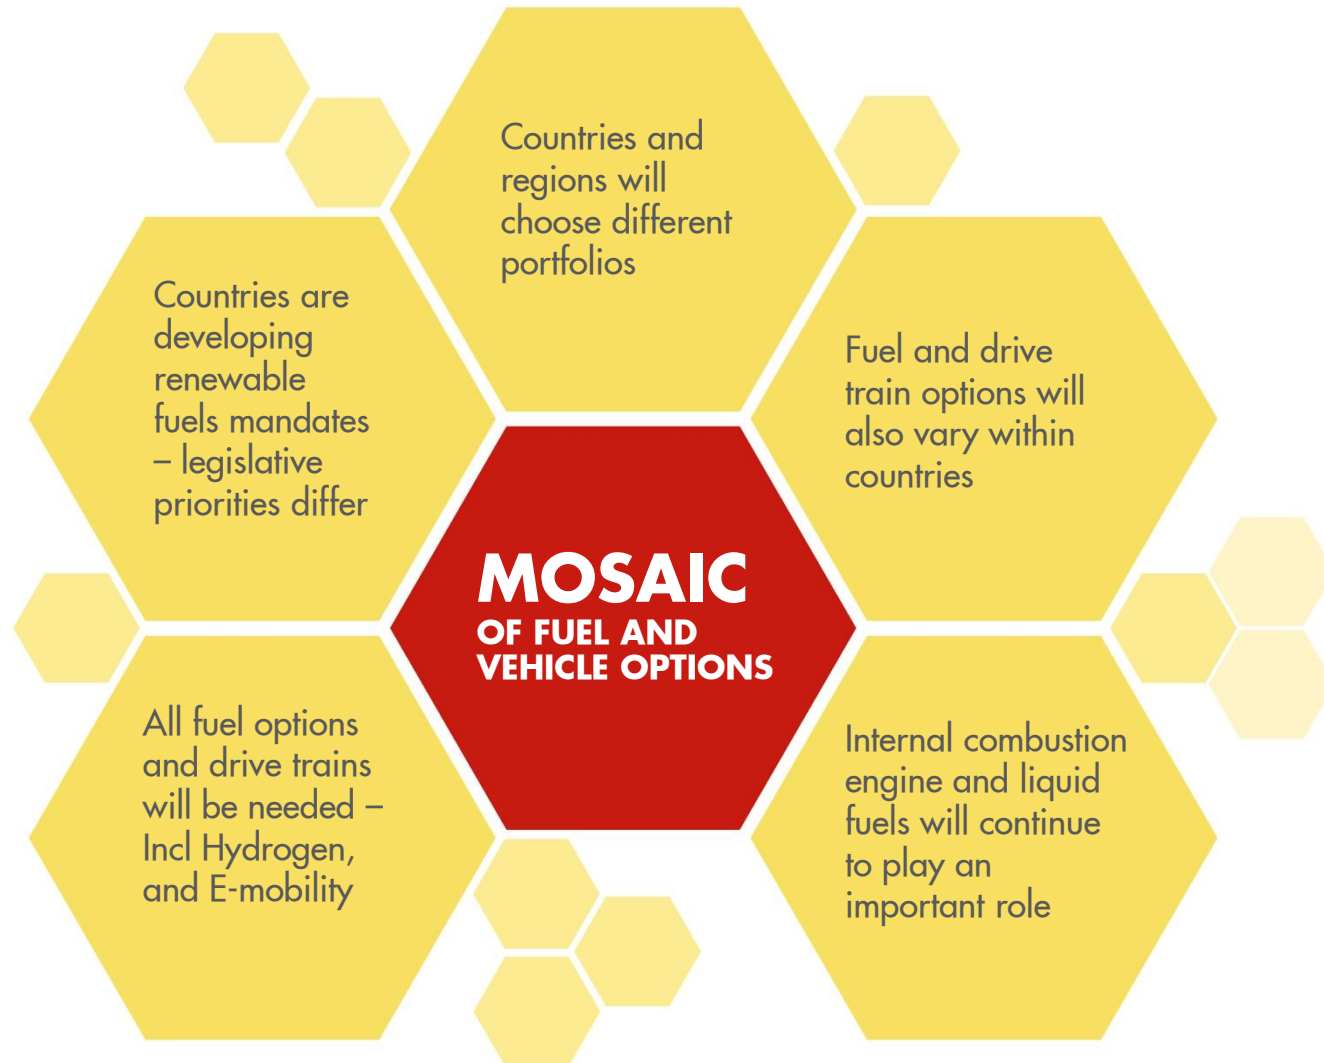 Countries and
regions will
choose different
portfolios
Countries are
developing
renewable
fuels mandates
– legislative
priorities differ
Fuel and drive
train options will
also vary within
countries
MOSAIC
OF FUEL AND
VEHICLE OPTIONS
All fuel options
and drive trains
will be needed –
Incl Hydrogen,
and E-mobility
Internal combustion
engine and liquid
fuels will continue
to play an
important role